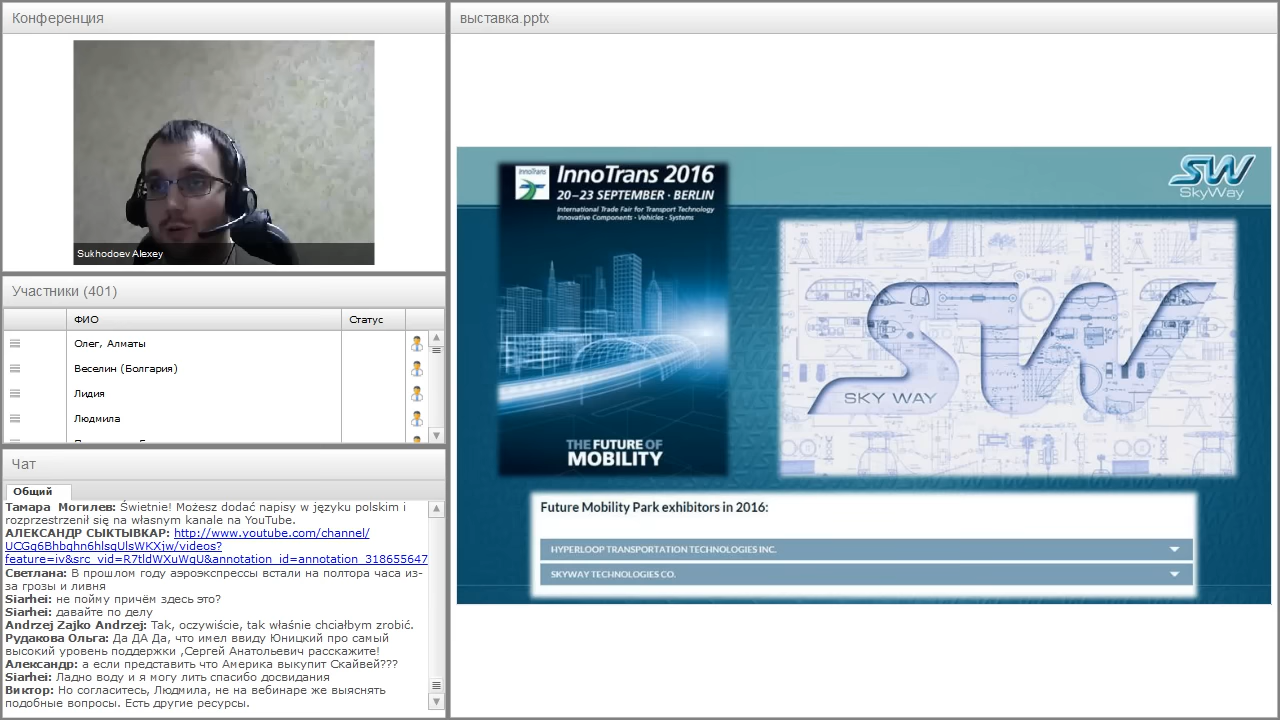 Конференция
Sukhodoev Alexey
Участники (401)
ФИО
Статус
Олег, Алматы
Веселин (Болгария)
Лидия
Людмила
Чат
Общий
Тамара Могилев: Świetnie! Możesz dodać napisy w języku polskim i
rozprzestrzenił się na własnym kanale na YouTube.
АЛЕКСАНДР СЫКТЫВКАР: http://www.youtube.com/channel/
UCGg6Bhbghn6hlsgUlsWKXjw/videos?
feature=iv&src_vid=R7tldWXuWqU&annotation_id=annotation_318655647
Светлана: В прошлом году аэроэкспрессы встали на полтора часа из-
за грозы и ливня
Siarhei: не пойму причём здесь это?
Siarhei: давайте по делу
Andrzej Zajko Andrzej: Tak, oczywiście, tak właśnie chciałbym zrobić.
Рудакова Ольга: Да ДА Да, что имел ввиду Юницкий про самый
высокий уровень поддержки ,Сергей Анатольевич расскажите!
Александр: а если представить что Америка выкупит Скайвей???
Siarhei: Ладно воду и я могу лить спасибо досвидания
Виктор: Но согласитесь, Людмила, не на вебинаре же выяснять
подобные вопросы. Есть другие ресурсы.
выставка.pptx
SW
SkyWay
InnoTrans
InnoTrans 2016
20–23 SEPTEMBER · BERLIN
International Trade Fair for Transport Technology
Innovative Components · Vehicles · Systems
THE FUTURE OF
MOBILITY
SW
SKY WAY
Future Mobility Park exhibitors in 2016:
HYPERLOOP TRANSPORTATION TECHNOLOGIES INC.
SKYWAY TECHNOLOGIES CO.